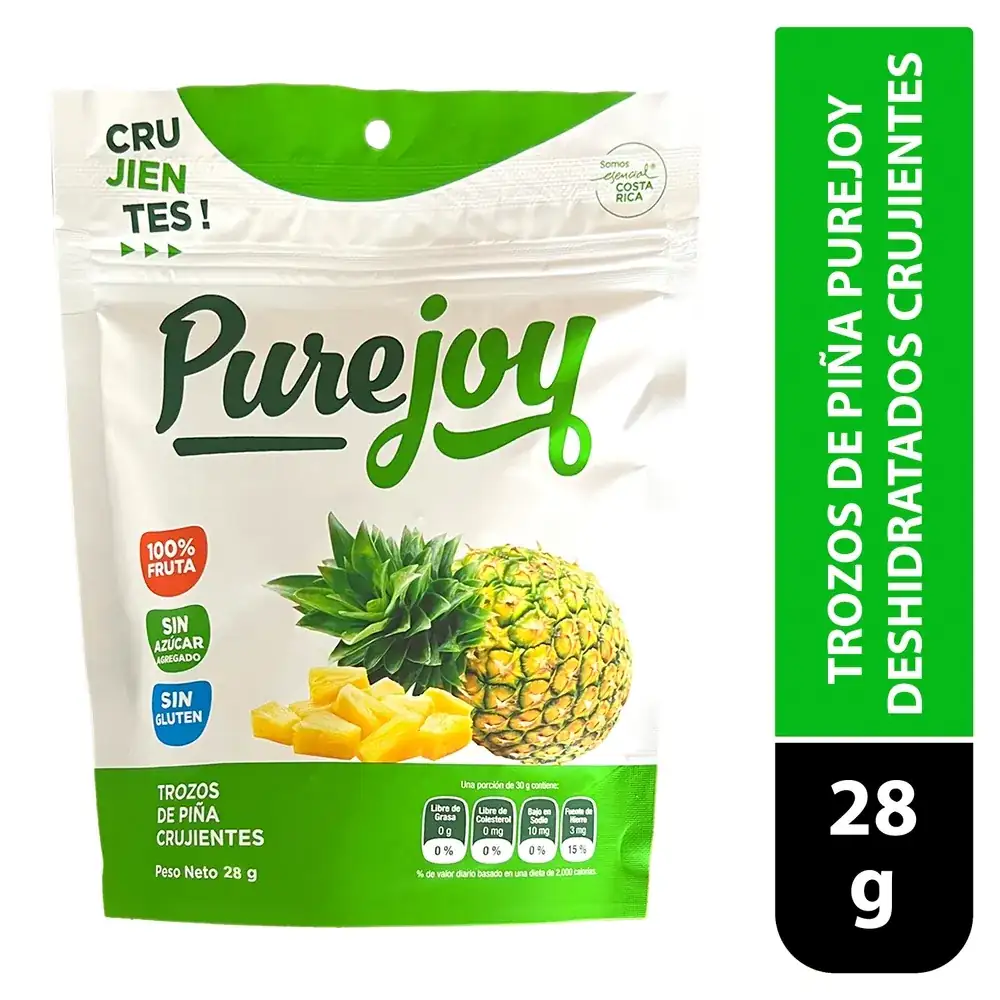 CRU
JIEN
TES!
Somos
esencial
COSTA
RICA
Purejoy
100%
FRUTA
SIN
AZÚCAR
AGREGADO
SIN
GLUTEN
TROZOS
DE PIÑA
CRUJIENTES
Peso Neto 28 g
Una porción de 30 g contiene:
Libre de Grasa 0 g 0 %
Libre de Colesterol 0 mg 0 %
Bajo en Sodio 10 mg 0 %
Fuente de Hierro 3 mg 15 %
% de valor diario basado en una dieta de 2,000 calorías.
TROZOS DE PIÑA PUREJOY
DESHIDRATADOS CRUJIENTES
28
g